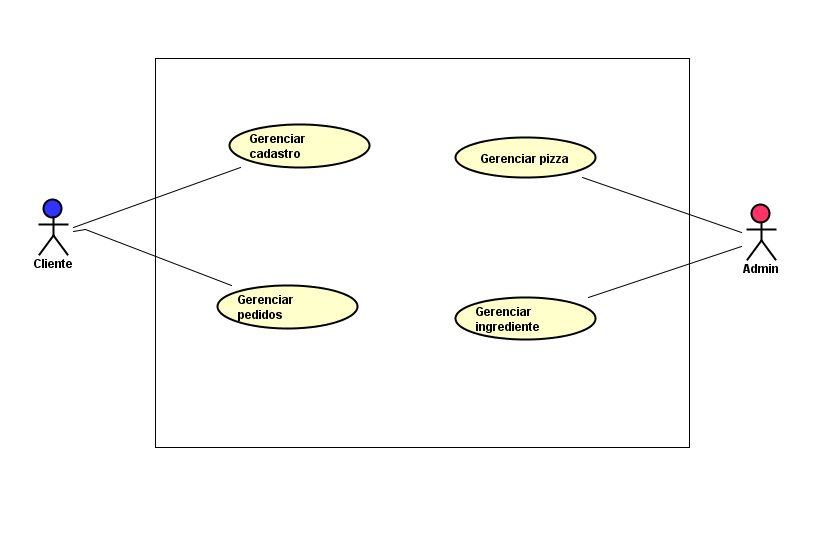 Gerenciar
cadastro
Gerenciar pizza
Cliente
Admin
Gerenciar
pedidos
Gerenciar
ingrediente